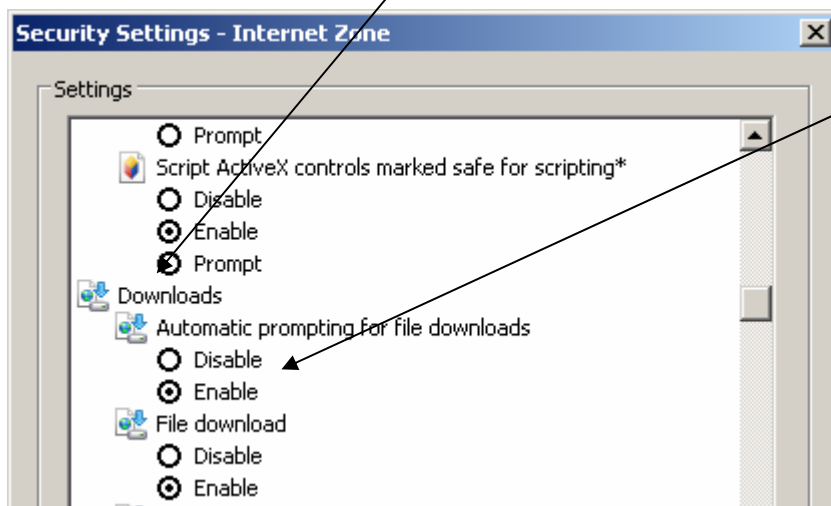 Security Settings - Internet Zone
Settings
Prompt
Script ActiveX controls marked safe for scripting*
Disable
Enable
Prompt
Downloads
Automatic prompting for file downloads
Disable
Enable
File download
Disable
Enable